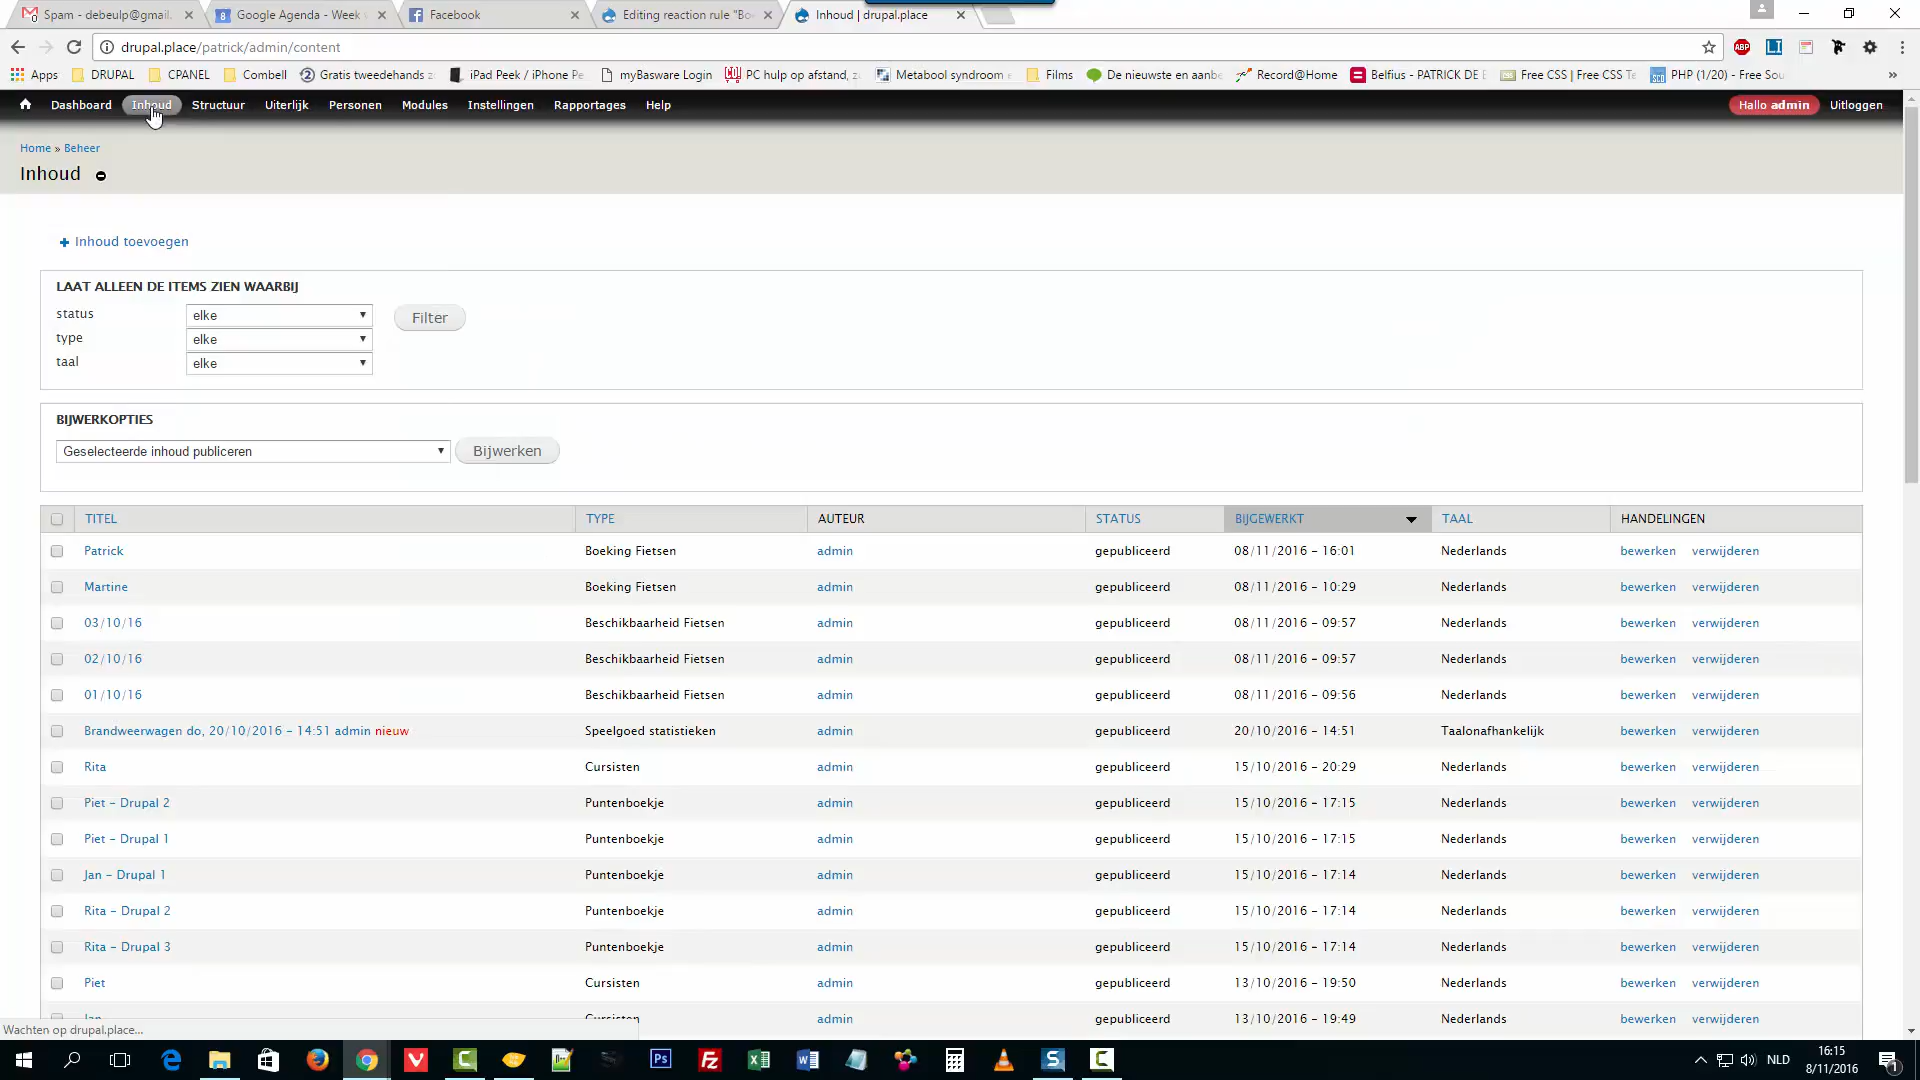 Spam - debeulp@gmail.
Google Agenda - Week
Facebook
Editing reaction rule "Bo
Inhoud | drupal.place
drupal.place/patrick/admin/content
Apps DRUPAL CPANEL Combell Gratis tweedehands iPad Peek / iPhone Pe myBasware Login PC hulp op afstand, Metabool syndroom Films De nieuwste en aanb Record@Home Belfius - PATRICK DE Free CSS | Free CSS Te PHP (1/20) - Free Sou »
Dashboard Inhoud Structuur Uiterlijk Personen Modules Instellingen Rapportages Help Hallo admin Uitloggen
Home » Beheer
Inhoud
Inhoud toevoegen
LAAT ALLEEN DE ITEMS ZIEN WAARBIJ
status elke Filter
type elke
taal elke
BIJWERKOPTIES
Geselecteerde inhoud publiceren Bijwerken
TITEL TYPE AUTEUR STATUS BIJGEWERKT TAAL HANDELINGEN
Patrick Boeking Fietsen admin gepubliceerd 08/11/2016 - 16:01 Nederlands bewerken verwijderen
Martine Boeking Fietsen admin gepubliceerd 08/11/2016 - 10:29 Nederlands bewerken verwijderen
03/10/16 Beschikbaarheid Fietsen admin gepubliceerd 08/11/2016 - 09:57 Nederlands bewerken verwijderen
02/10/16 Beschikbaarheid Fietsen admin gepubliceerd 08/11/2016 - 09:57 Nederlands bewerken verwijderen
01/10/16 Beschikbaarheid Fietsen admin gepubliceerd 08/11/2016 - 09:56 Nederlands bewerken verwijderen
Brandweerwagen do, 20/10/2016 - 14:51 admin nieuw Speelgoed statistieken admin gepubliceerd 20/10/2016 - 14:51 Taalonafhankelijk bewerken verwijderen
Rita Cursisten admin gepubliceerd 15/10/2016 - 20:29 Nederlands bewerken verwijderen
Piet - Drupal 2 Puntenboekje admin gepubliceerd 15/10/2016 - 17:15 Nederlands bewerken verwijderen
Piet - Drupal 1 Puntenboekje admin gepubliceerd 15/10/2016 - 17:15 Nederlands bewerken verwijderen
Jan - Drupal 1 Puntenboekje admin gepubliceerd 15/10/2016 - 17:14 Nederlands bewerken verwijderen
Rita - Drupal 2 Puntenboekje admin gepubliceerd 15/10/2016 - 17:14 Nederlands bewerken verwijderen
Rita - Drupal 3 Puntenboekje admin gepubliceerd 15/10/2016 - 17:14 Nederlands bewerken verwijderen
Piet Cursisten admin gepubliceerd 13/10/2016 - 19:50 Nederlands bewerken verwijderen
Jan Cursisten admin gepubliceerd 13/10/2016 - 19:49 Nederlands bewerken verwijderen
Wachten op drupal.place...
NLD
16:15
8/11/2016